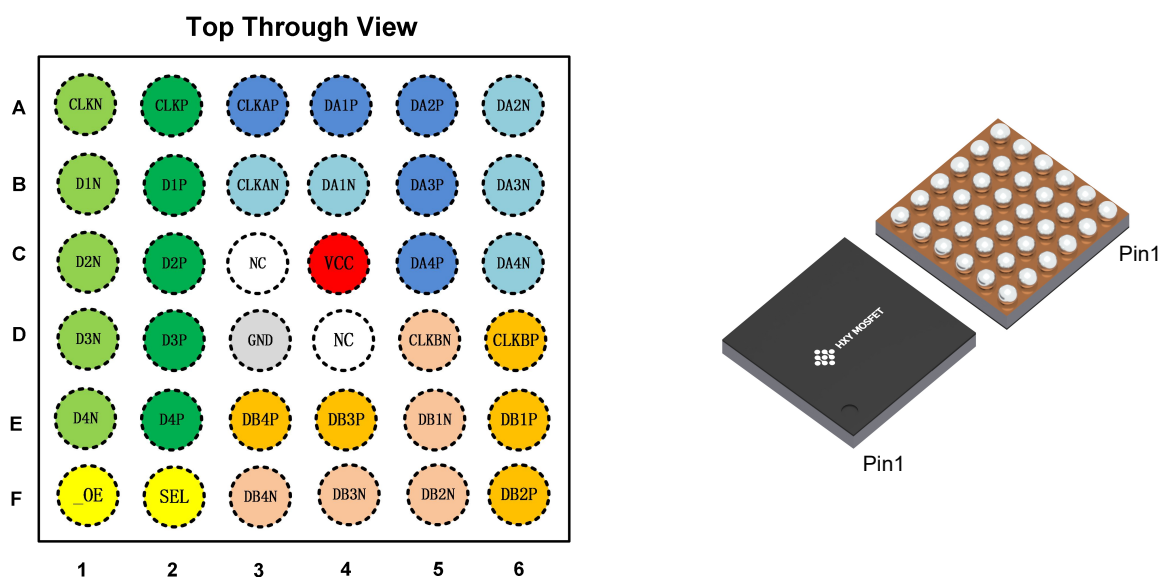 Top Through View
A CLKN CLKP CLKAP DA1P DA2P DA2N
B D1N D1P CLKAN DA1N DA3P DA3N
C D2N D2P NC VCC DA4P DA4N
D D3N D3P GND NC CLKBN CLKBP
E D4N D4P DB4P DB3P DB1N DB1P
F _OE SEL DB4N DB3N DB2N DB2P
1 2 3 4 5 6
Pin1
HXY MOSFET
Pin1